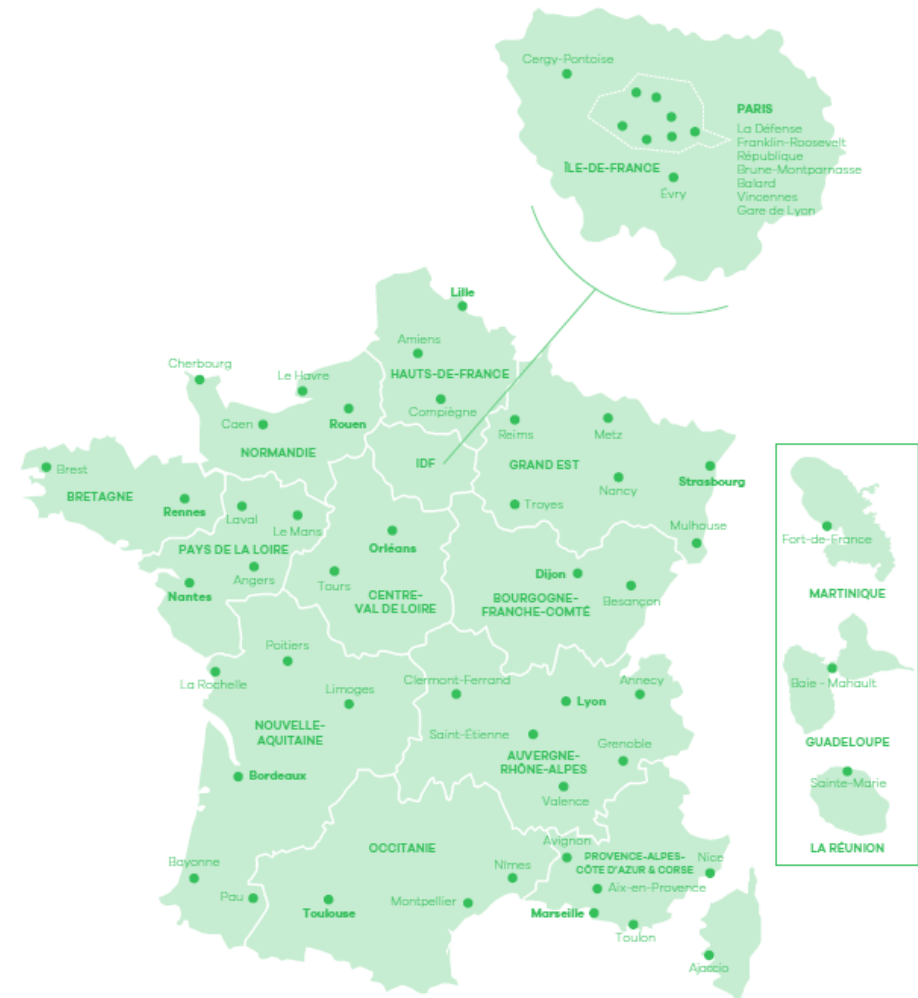 Cergy-Pontoise
PARIS
La Défense
Franklin-Roosevelt
République
Brune-Montparnasse
Balard
Vincennes
Gare de Lyon
ÎLE-DE-FRANCE
Évry
Lille
Amiens
HAUTS-DE-FRANCE
Compiègne
Cherbourg
Le Havre
Caen
Rouen
NORMANDIE
IDF
Reims
Metz
GRAND EST
Nancy
Strasbourg
Troyes
Mulhouse
Brest
BRETAGNE
Rennes
Laval
Le Mans
PAYS DE LA LOIRE
Angers
Nantes
Orléans
Tours
CENTRE-
VAL DE LOIRE
Dijon
Besançon
BOURGOGNE-
FRANCHE-COMTÉ
Fort-de-France
MARTINIQUE
Baie - Mahault
GUADELOUPE
Sainte-Marie
LA RÉUNION
Poitiers
La Rochelle
Limoges
NOUVELLE-
AQUITAINE
Bordeaux
Bayonne
Pau
Clermont-Ferrand
Lyon
Annecy
Saint-Étienne
Grenoble
AUVERGNE-
RHÔNE-ALPES
Valence
OCCITANIE
Nîmes
Montpellier
Toulouse
Avignon
PROVENCE-ALPES-
CÔTE D'AZUR & CORSE
Nice
Aix-en-Provence
Marseille
Toulon
Ajaccio